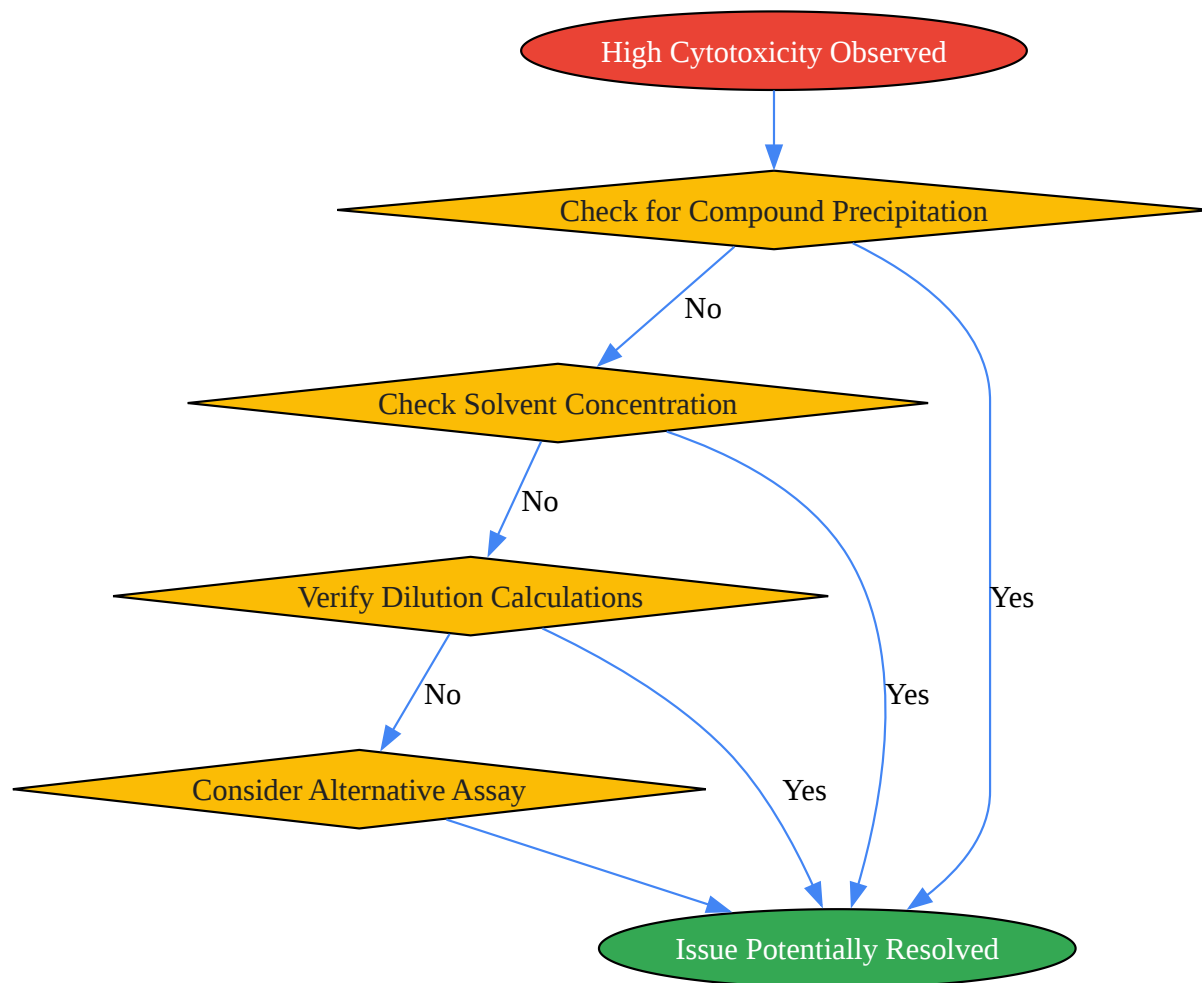 High Cytotoxicity Observed
Check for Compound Precipitation
No
Check Solvent Concentration
No
Verify Dilution Calculations
Yes
No
Yes
Yes
Consider Alternative Assay
Issue Potentially Resolved